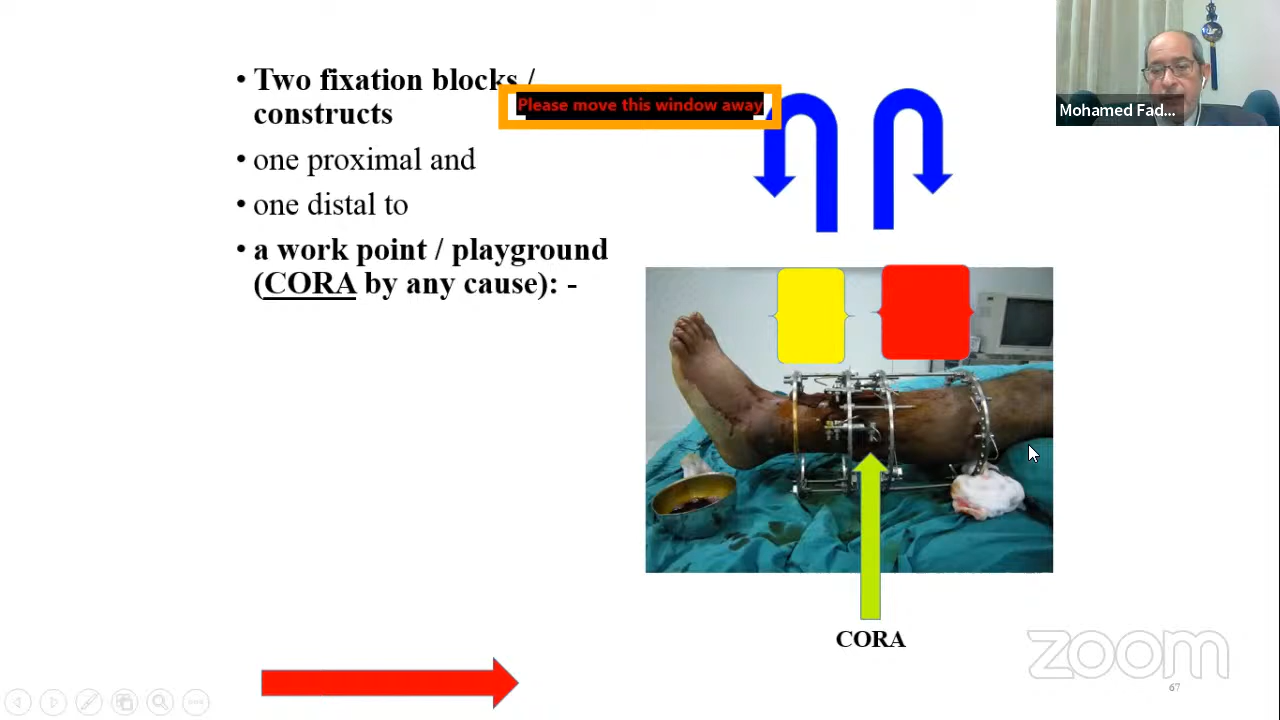 • Two fixation blocks /
constructs
• one proximal and
• one distal to
• a work point / playground
(CORA by any cause): -
Please move this window away
Mohamed Fad...
CORA
zoom
67